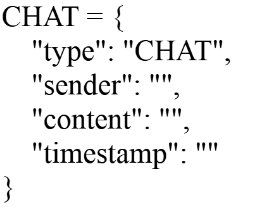 CHAT = {
    "type": "CHAT",
    "sender": "",
    "content": "",
    "timestamp": ""
}